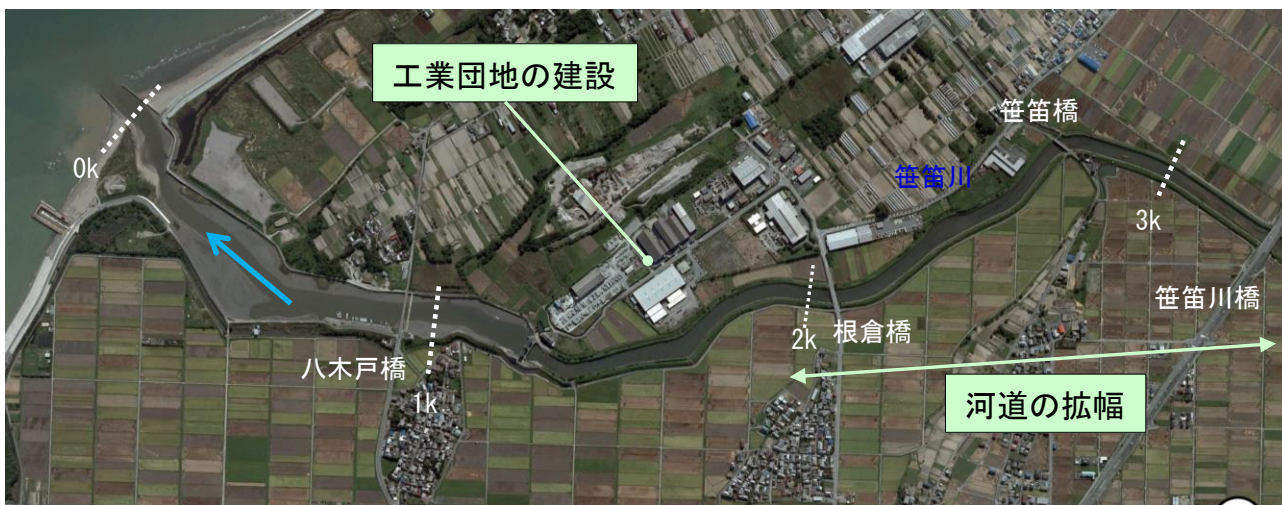 工業団地の建設
笹笛橋
0k
笹笛川
3k
笹笛川橋
2k
根倉橋
八木戸橋
1k
河道の拡幅